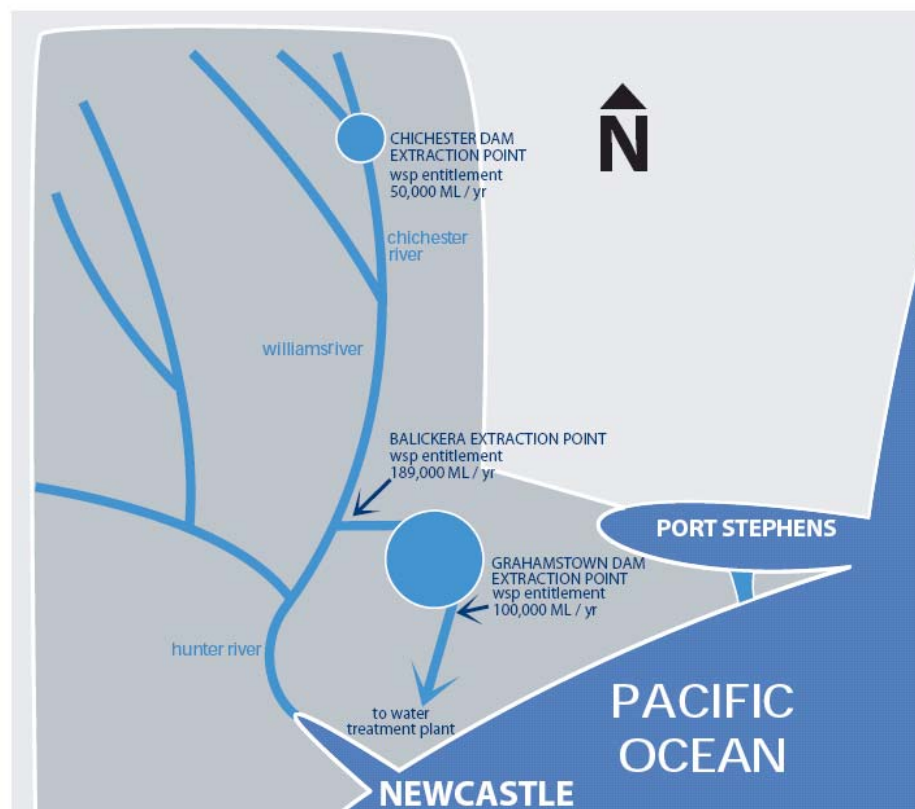 N
CHICHESTER DAM
EXTRACTION POINT
wsp entitlement
50,000 ML / yr
chichester
river
williamsriver
BALICKERA EXTRACTION POINT
wsp entitlement
189,000 ML / yr
PORT STEPHENS
GRAHAMSTOWN DAM
EXTRACTION POINT
wsp entitlement
100,000 ML / yr
hunter river
to water
treatment plant
PACIFIC
OCEAN
NEWCASTLE